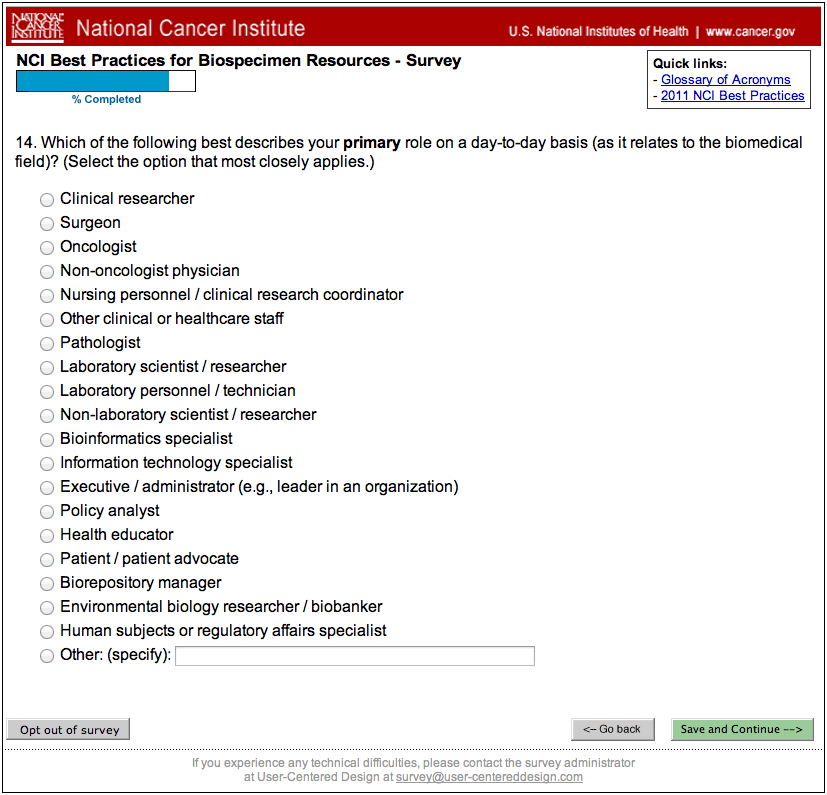 NATIONAL
CANCER
INSTITUTE
National Cancer Institute
U.S. National Institutes of Health | www.cancer.gov
NCI Best Practices for Biospecimen Resources - Survey
% Completed
Quick links:
- Glossary of Acronyms
- 2011 NCI Best Practices
14. Which of the following best describes your primary role on a day-to-day basis (as it relates to the biomedical
field)? (Select the option that most closely applies.)
Clinical researcher
Surgeon
Oncologist
Non-oncologist physician
Nursing personnel / clinical research coordinator
Other clinical or healthcare staff
Pathologist
Laboratory scientist / researcher
Laboratory personnel / technician
Non-laboratory scientist / researcher
Bioinformatics specialist
Information technology specialist
Executive / administrator (e.g., leader in an organization)
Policy analyst
Health educator
Patient / patient advocate
Biorepository manager
Environmental biology researcher / biobanker
Human subjects or regulatory affairs specialist
Other: (specify):
Opt out of survey
<-- Go back
Save and Continue -->
If you experience any technical difficulties, please contact the survey administrator
at User-Centered Design at survey@user-centereddesign.com